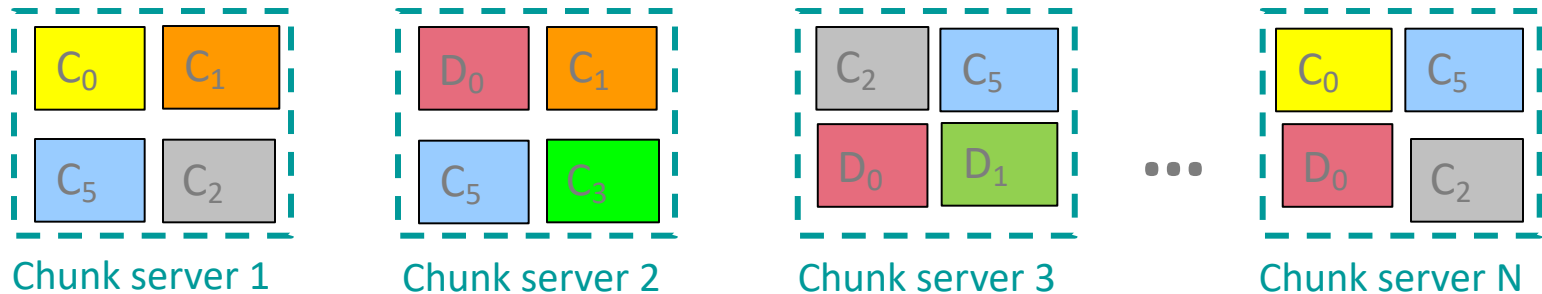 C₀ C₁ D₀ C₁ C₂ C₅ C₀ C₅
C₅ C₂ C₅ C₃ D₀ D₁ ... D₀ C₂
Chunk server 1 Chunk server 2 Chunk server 3 Chunk server N